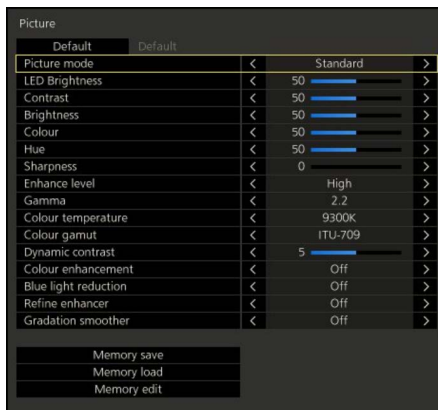 Picture
Default Default
Picture mode < Standard >
LED Brightness < 50 >
Contrast < 50 >
Brightness < 50 >
Colour < 50 >
Hue < 50 >
Sharpness < 0 >
Enhance level < High >
Gamma < 2.2 >
Colour temperature < 9300K >
Colour gamut < ITU-709 >
Dynamic contrast < 5 >
Colour enhancement < Off >
Blue light reduction < Off >
Refine enhancer < Off >
Gradation smoother < Off >
Memory save
Memory load
Memory edit